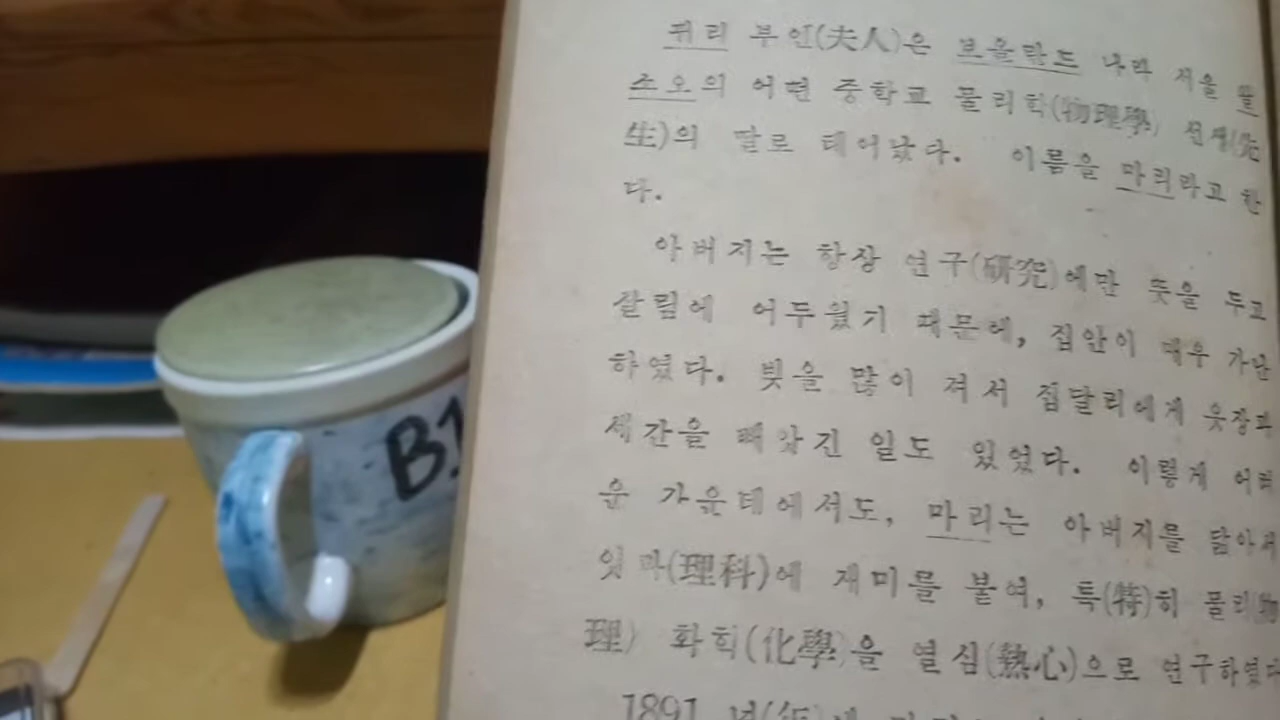 B1
퀴리 부인(夫人)은 포올란드 나라 서울
조오의 어떤 중학교 물리학(物理學) 선생(先
生)의 딸로 태어났다. 이름을 마리라고 한
다.
아버지는 항상 연구(硏究)에만 뜻을 두고
살림에 어두웠기 때문에, 집안이 매우 가난
하였다. 빚을 많이 져서 집달리에게 옷장과
세간을 빼앗긴 일도 있었다. 이렇게 어려
운 가운데에서도, 마리는 아버지를 닮아서
잇 과(理科)에 재미를 붙여, 특(特)히 물리(物
理) 화학(化學)을 열심(熱心)으로 연구하였다
1891 년(年)에